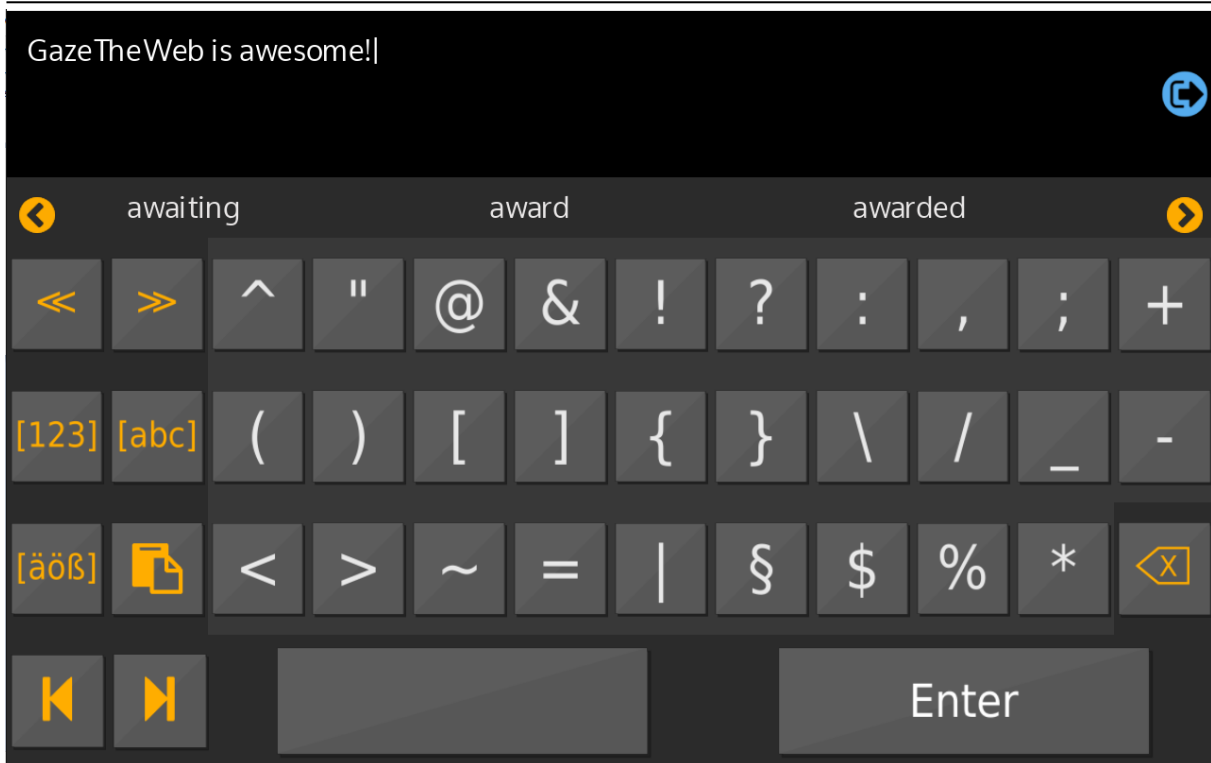 GazeTheWeb is awesome!|
awaiting award awarded
≪ ≫ ^ " @ & ! ? : , ; +
[123] [abc] ( ) [ ] { } \ / _ -
[äöß] < > ~ = | § $ % * X
Enter